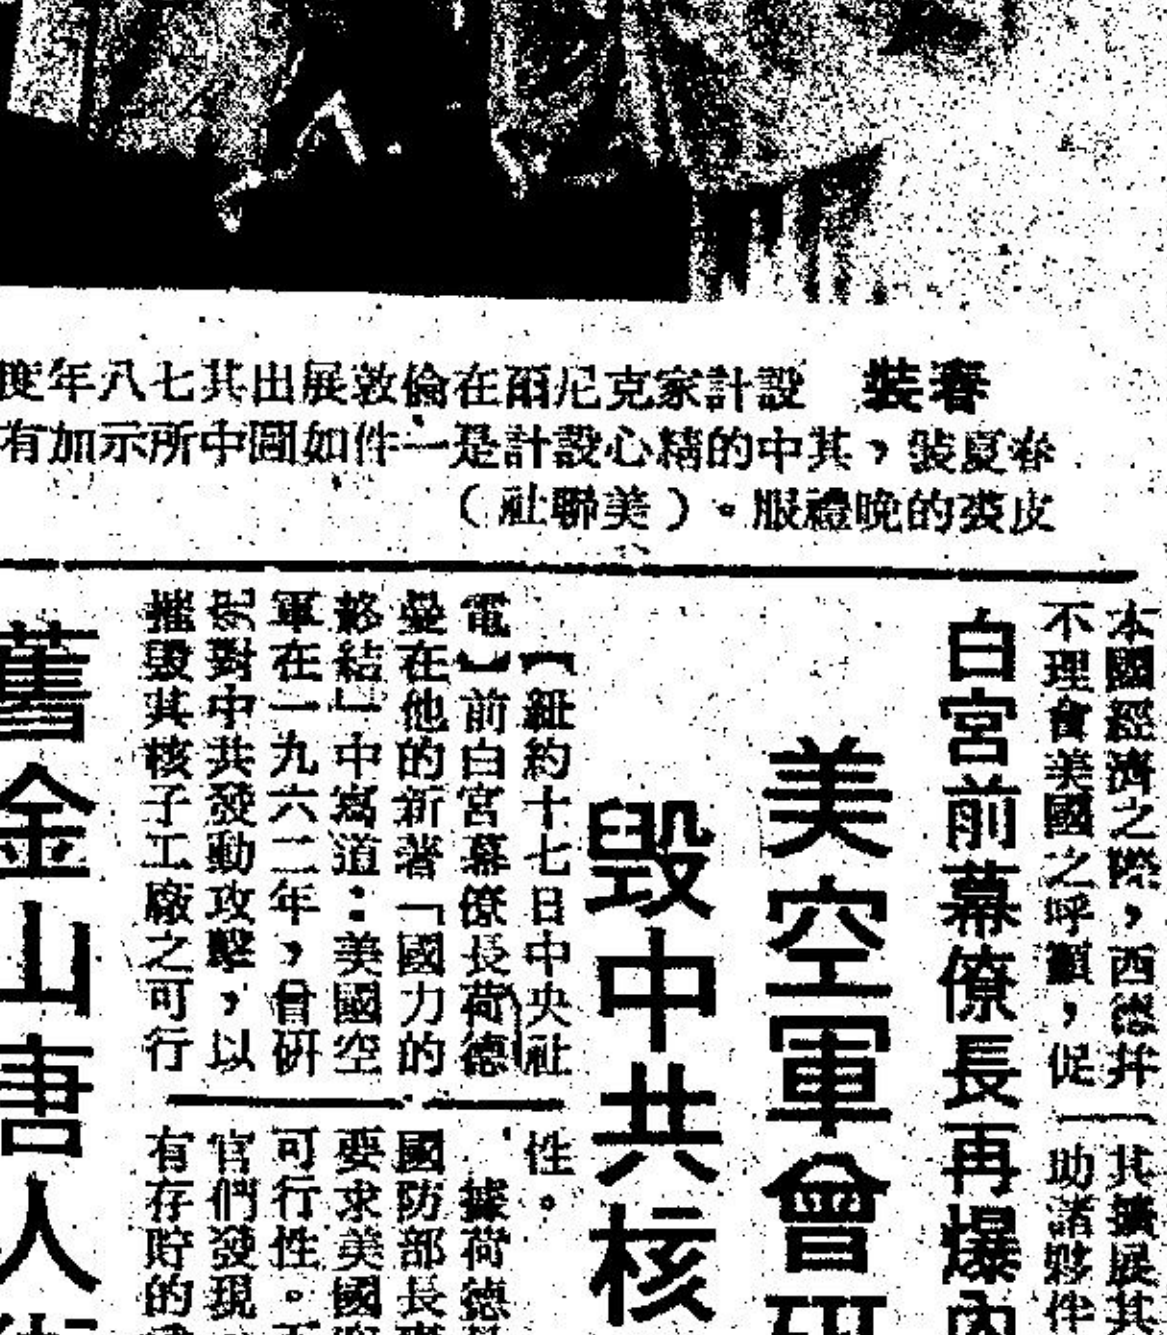 春裝　設計家克尼爾在倫敦展出其七八年度
春夏裝，其中的精心設計是一件如圖中所示加有
皮裘的晚禮服。（美聯社）
本國經濟之際，西德幷
不理會美國之呼籲，促
其擴展其
助諸夥伴
白宮前幕僚長再爆內
美空軍曾研
毀中共核
【紐約十七日中央社
電】前白宮幕僚長荷德
曼在他的新著「國力的
終結」中寫道：美國空
軍在一九六二年，曾研
究對中共發動攻擊，以
摧毀其核子工廠之可行
性。
據荷德
國防部長
要求美國
可行性。
官們發現
有存貯的
舊金山唐人街